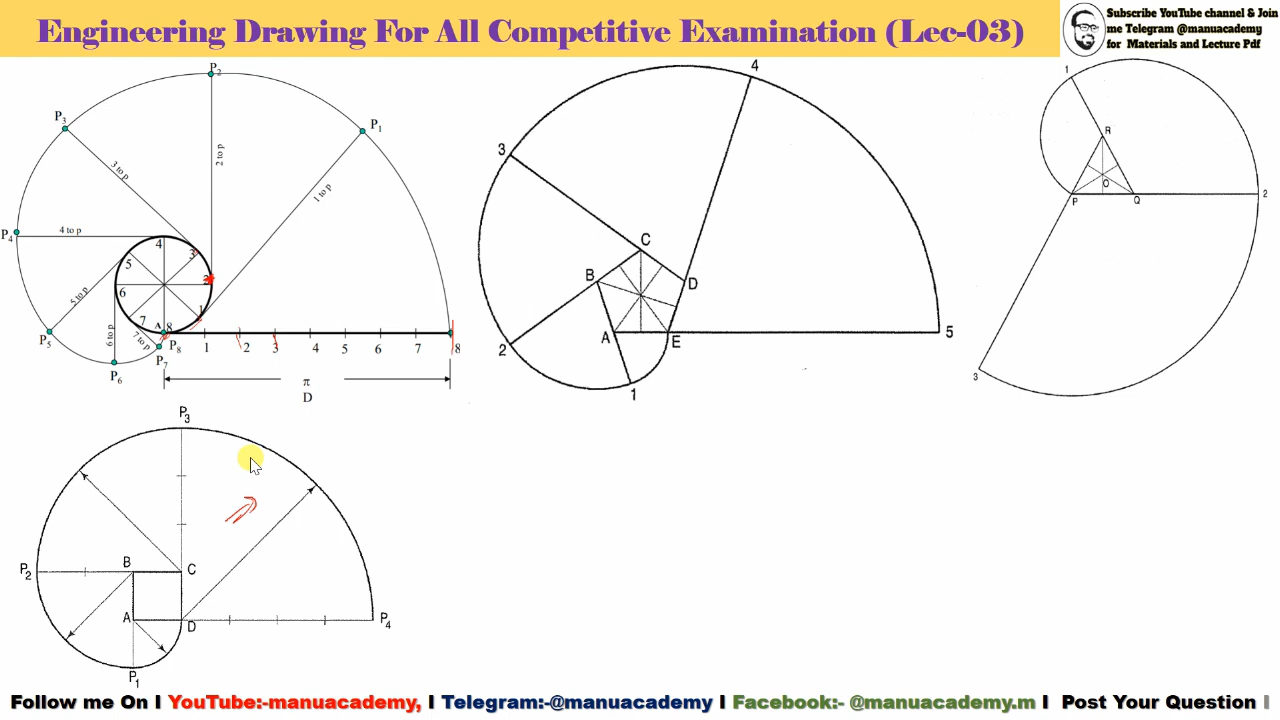 Engineering Drawing For All Competitive Examination (Lec-03)
Subscribe YouTube channel & Join
me Telegram @manuacademy
for Materials and Lecture Pdf
P2
P3
P1
3 to p
2 to p
1 to p
P4
4 to p
4
5
3
6
2
7
1
A
8
5 to p
6 to p
7 to p
P5
P6
P7
P8
1
2
3
4
5
6
7
8
π
D
4
3
C
B
D
A
E
2
1
5
1
R
O
P
Q
2
3
P3
P2
B
C
A
D
P4
P1
Follow me On I YouTube:-manuacademy, I Telegram:-@manuacademy I Facebook:- @manuacademy.m I Post Your Question I